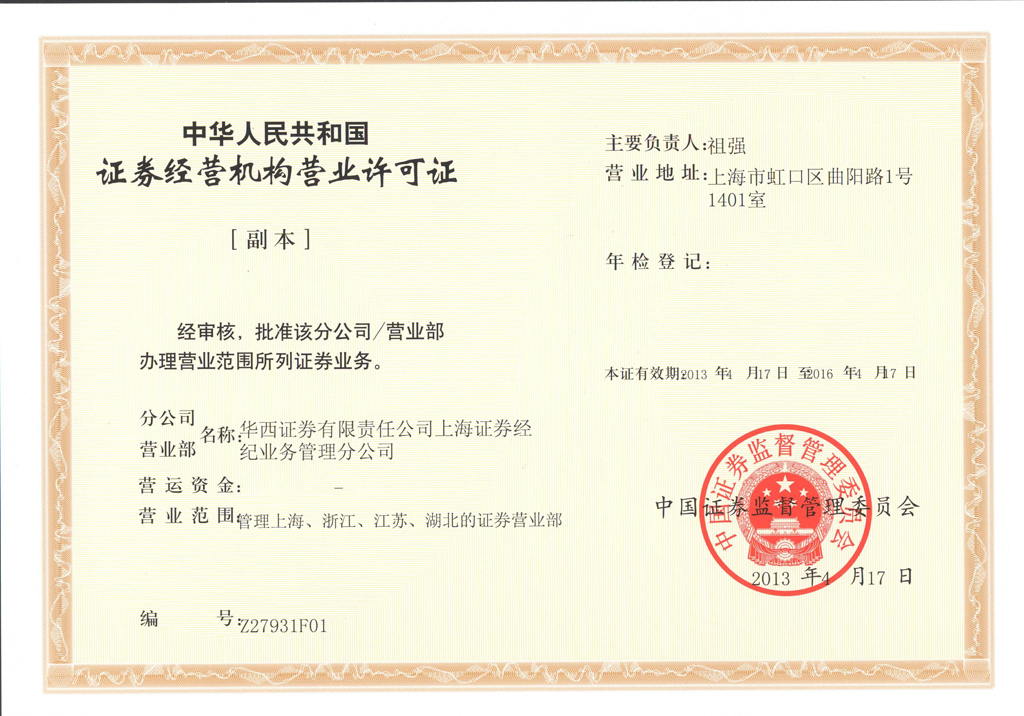 中华人民共和国
证券经营机构营业许可证
[副本]
经审核，批准该分公司/营业部
办理营业范围所列证券业务。
分公司
营业部
名称:华西证券有限责任公司上海证券经
纪业务管理分公司
营运资金: –
营业范围:管理上海、浙江、江苏、湖北的证券营业部
编 号:Z27931F01
主要负责人:祖强
营业地址:上海市虹口区曲阳路1号
1401室
年检登记:
本证有效期:2013 年4 月17日 至2016 年4 月17日
中国证券监督管理委员会
中国证券监督管理委员会
2013 年4 月17 日